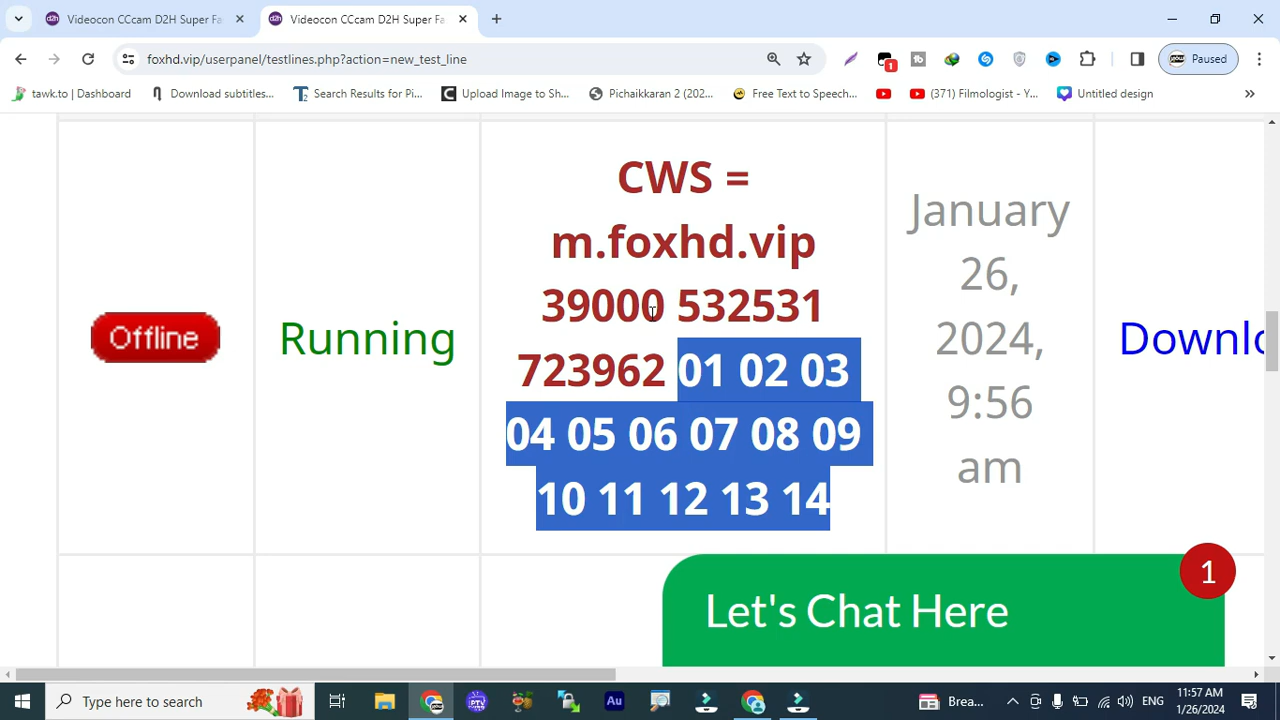 Videocon CCcam D2H Super Fa
Videocon CCcam D2H Super Fa
foxhd.vip/userpanel/testlines.php?action=new_test_line
1
Paused
tawk.to | Dashboard
Download subtitles...
Search Results for Pi...
Upload Image to Sh...
Pichaikkaran 2 (202...
Free Text to Speech...
(371) Filmologist - Y...
Untitled design
CWS =
m.foxhd.vip
39000 532531
723962 01 02 03
04 05 06 07 08 09
10 11 12 13 14
Offline
Running
January
26,
2024,
9:56
am
Downlo
Let's Chat Here
1
Type here to search
Brea...
ENG
11:57 AM
1/26/2024